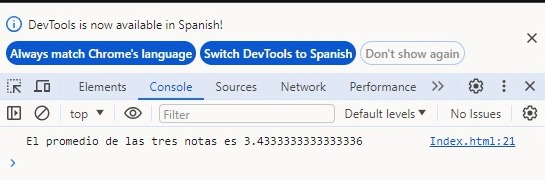 DevTools is now available in Spanish!
Always match Chrome's language Switch DevTools to Spanish Don't show again
Elements Console Sources Network Performance
top Filter Default levels No Issues
El promedio de las tres notas es 3.4333333333333336 Index.html:21